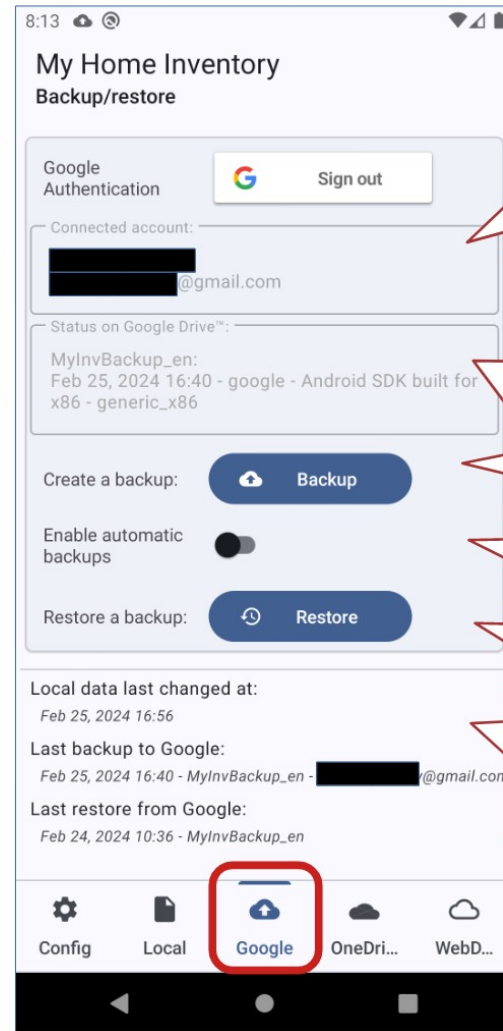 8:13
My Home Inventory
Backup/restore
Google
Authentication
Sign out
Connected account:
@gmail.com
Status on Google Drive™:
MyInvBackup_en:
Feb 25, 2024 16:40 - google - Android SDK built for
x86 - generic_x86
Create a backup:
Backup
Enable automatic
backups
Restore a backup:
Restore
Local data last changed at:
Feb 25, 2024 16:56
Last backup to Google:
Feb 25, 2024 16:40 - MyInvBackup_en - @gmail.com
Last restore from Google:
Feb 24, 2024 10:36 - MyInvBackup_en
Config Local Google OneDri... WebD...